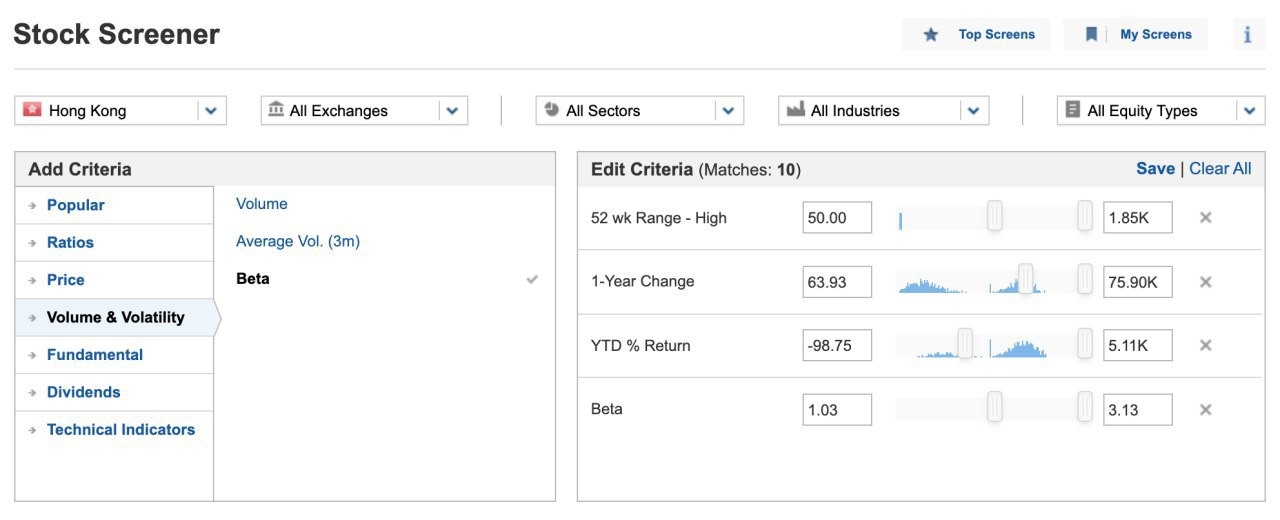 Stock Screener
Top Screens
My Screens
i
Hong Kong
All Exchanges
All Sectors
All Industries
All Equity Types
Add Criteria
Popular
Ratios
Price
Volume & Volatility
Fundamental
Dividends
Technical Indicators
Volume
Average Vol. (3m)
Beta
Edit Criteria (Matches: 10)
Save | Clear All
52 wk Range - High 50.00 1.85K
1-Year Change 63.93 75.90K
YTD % Return -98.75 5.11K
Beta 1.03 3.13